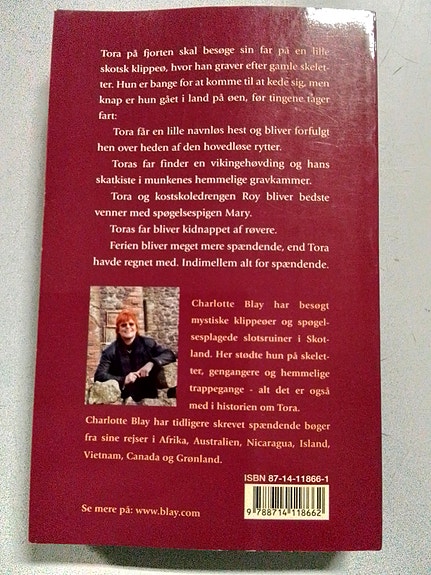 Tora på fjorten skal besøge sin far på en lille
skotsk klippeø, hvor han graver efter gamle skelet-
ter. Hun er bange for at komme til at kede sig, men
knap er hun gået i land på øen, før tingene tager
fart:
Tora får en lille navnløs hest og bliver forfulgt
hen over heden af den hovedløse rytter.
Toras far finder en vikingehøvding og hans
skatkiste i munkenes hemmelige gravkammer.
Tora og kostskoledrengen Roy bliver bedste
venner med spøgelsespigen Mary.
Toras far bliver kidnappet af røvere.
Ferien bliver meget mere spændende, end Tora
havde regnet med. Indimellem alt for spændende.
Charlotte Blay har besøgt
mystiske klippeøer og spøgel-
sesplagede slotsruiner i Skot-
land. Her stødte hun på skelet-
ter, gengangere og hemmelige
trappegange - alt det er også
med i historien om Tora.
Charlotte Blay har tidligere skrevet spændende bøger
fra sine rejser i Afrika, Australien, Nicaragua, Island,
Vietnam, Canada og Grønland.
ISBN 87-14-11866-1
9 788714 118662
Se mere på: www.blay.com